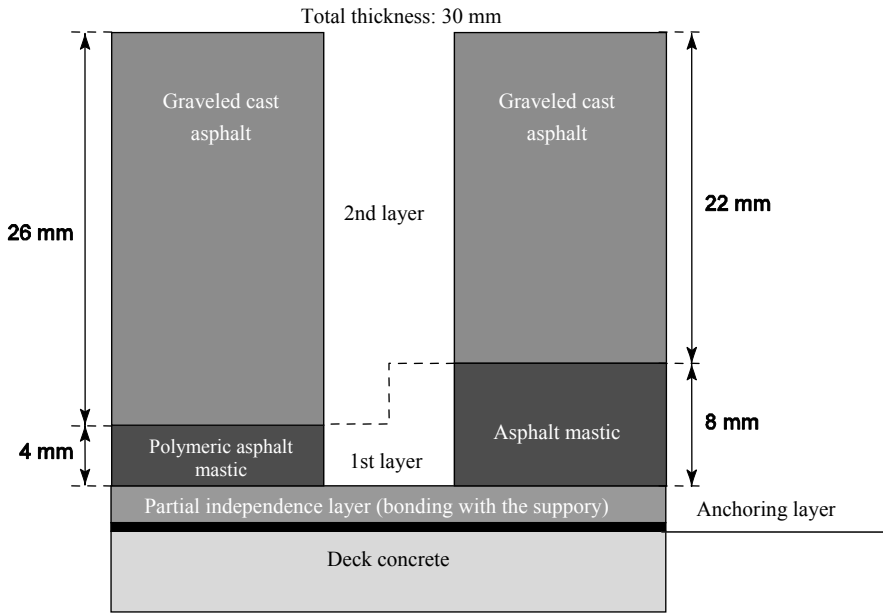 Total thickness: 30 mm
Graveled cast
asphalt
Graveled cast
asphalt
26 mm
2nd layer
22 mm
4 mm
Polymeric asphalt
mastic
1st layer
Asphalt mastic
8 mm
Partial independence layer (bonding with the suppory)
Anchoring layer
Deck concrete